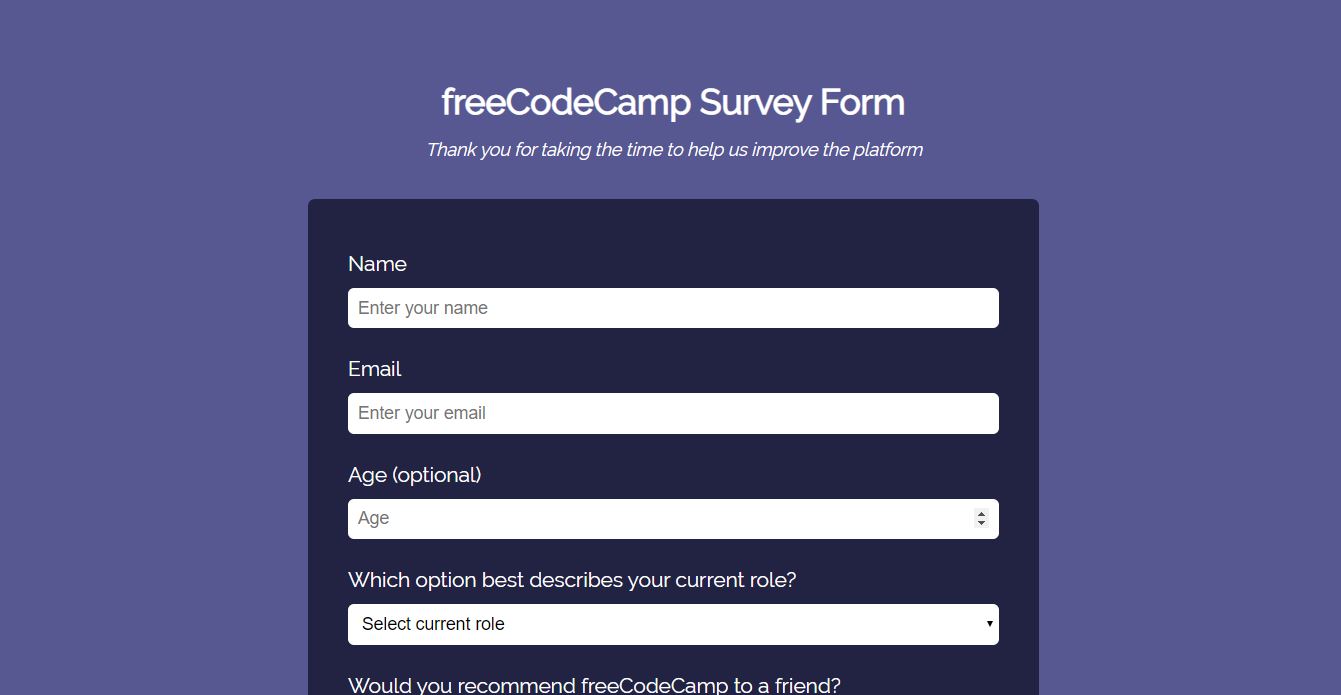 freeCodeCamp Survey Form
Thank you for taking the time to help us improve the platform
Name
Enter your name
Email
Enter your email
Age (optional)
Age
Which option best describes your current role?
Select current role
Would you recommend freeCodeCamp to a friend?